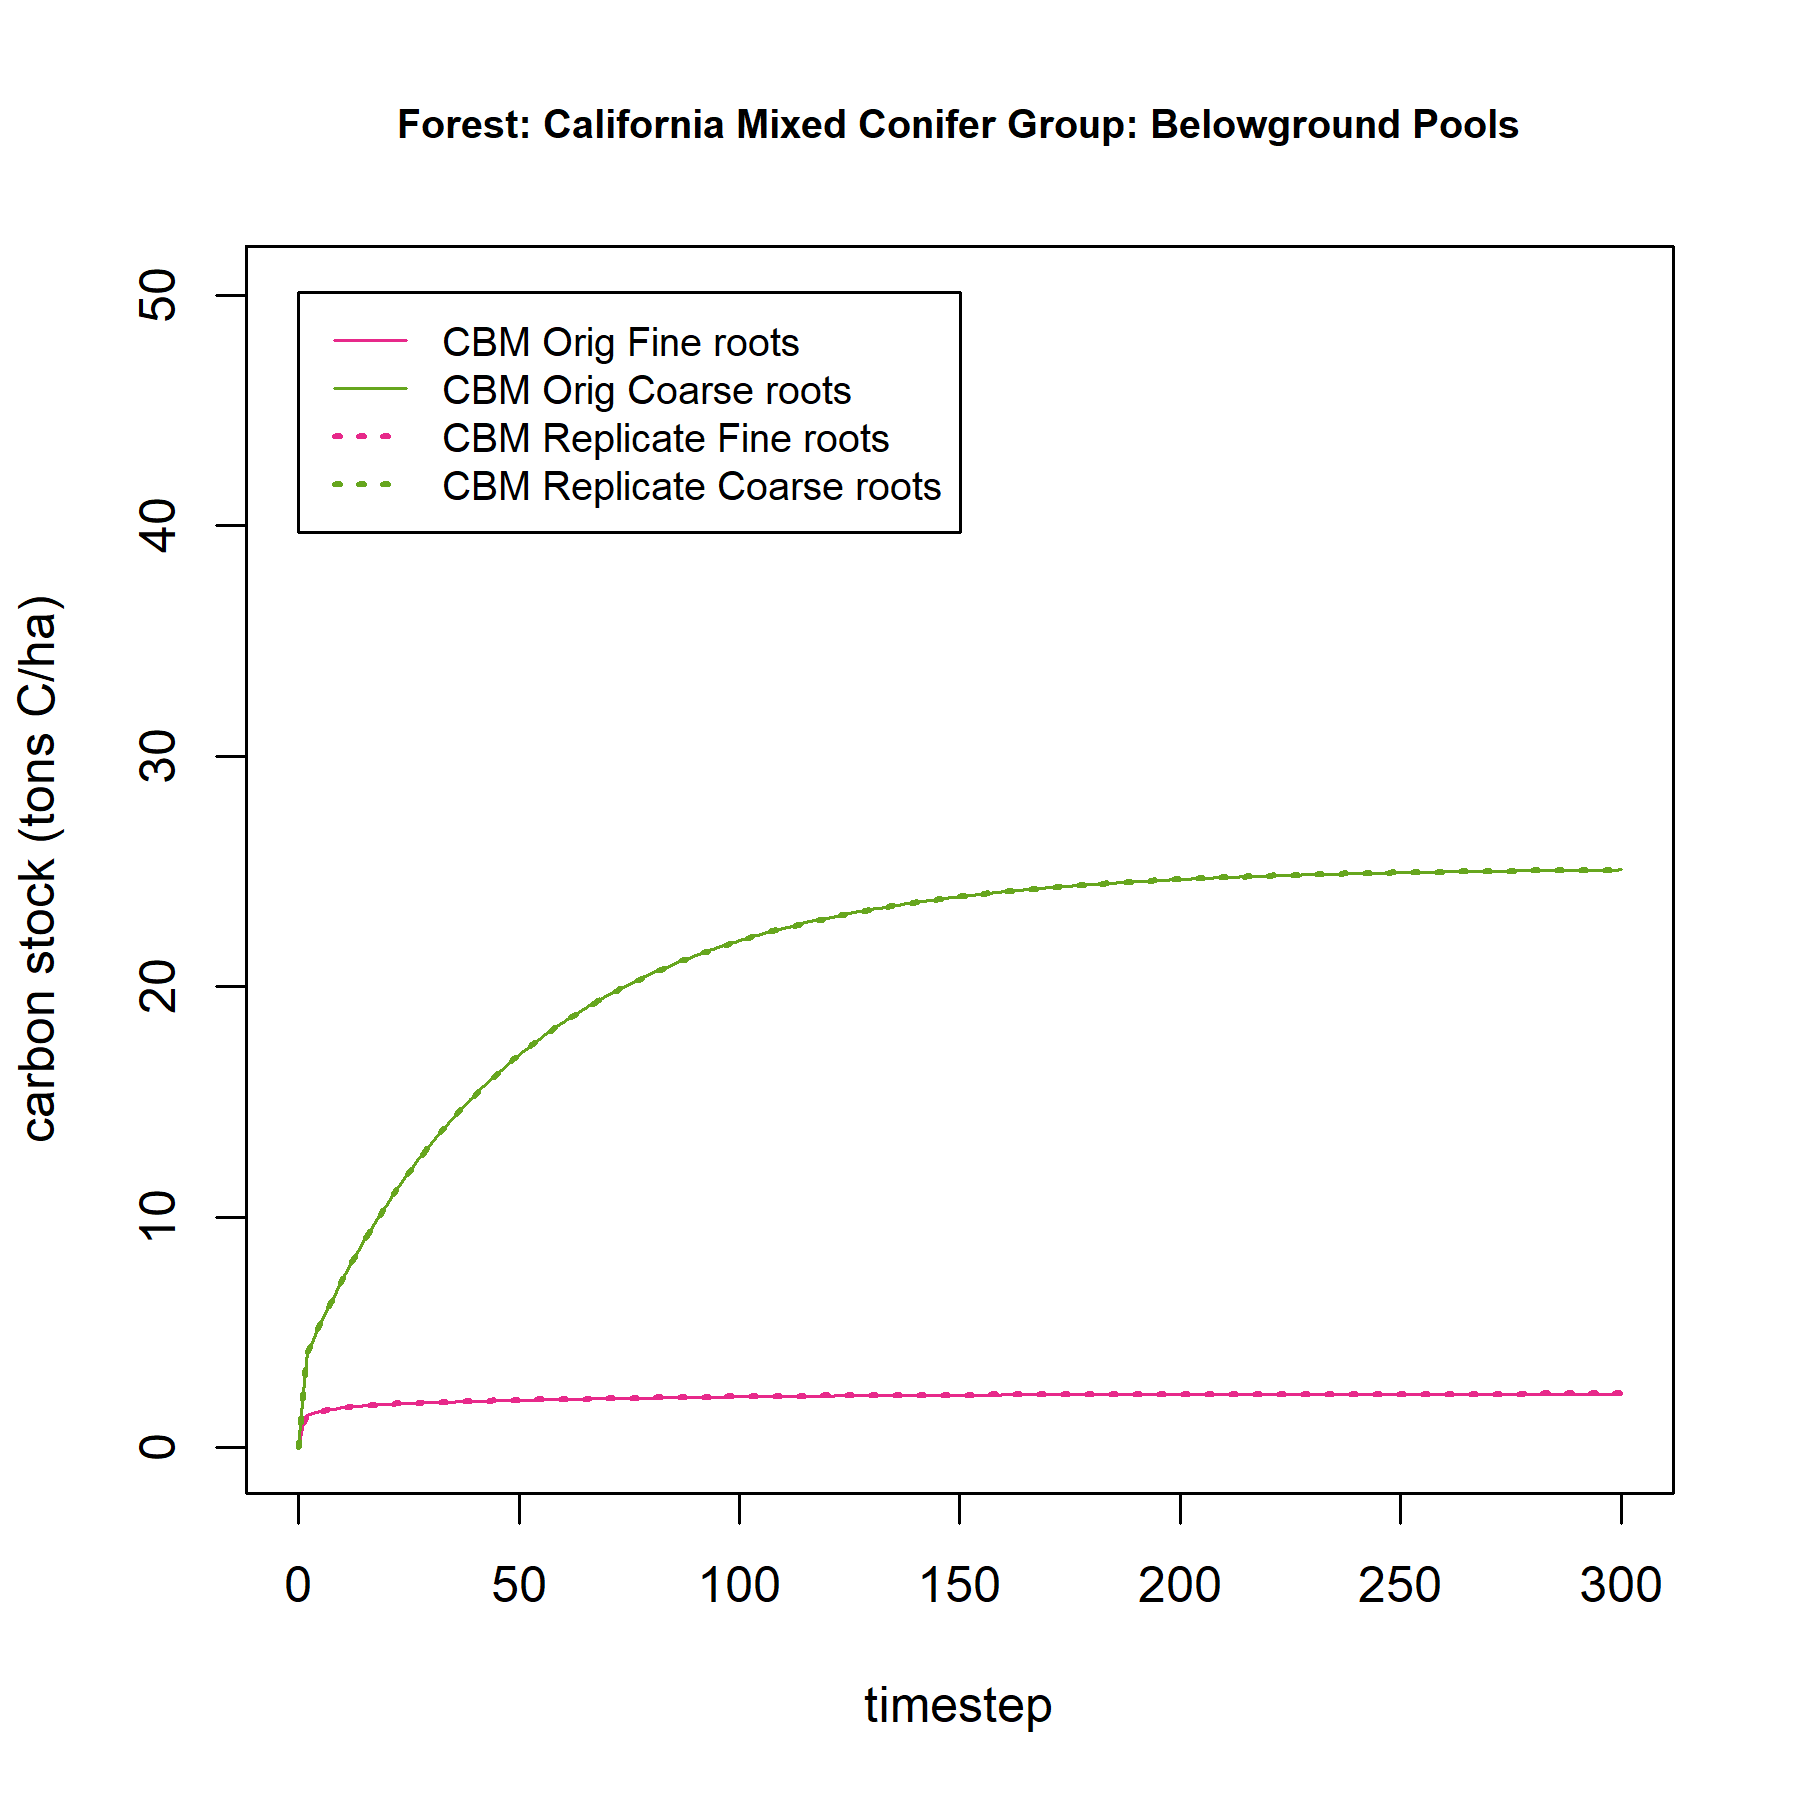 Forest: California Mixed Conifer Group: Belowground Pools
CBM Orig Fine roots
CBM Orig Coarse roots
CBM Replicate Fine roots
CBM Replicate Coarse roots
carbon stock (tons C/ha)
50
40
30
20
10
0
0 50 100 150 200 250 300
timestep